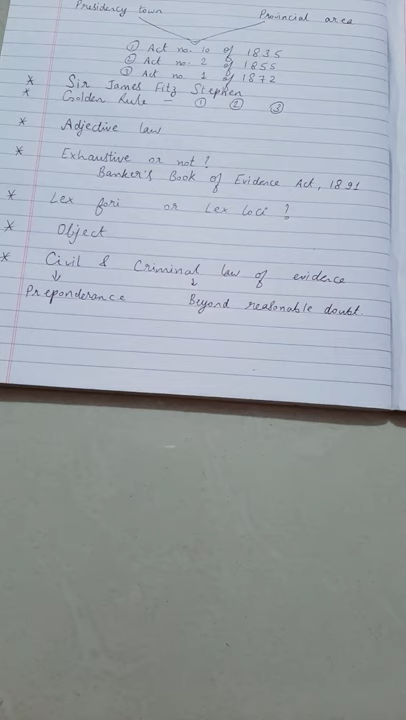 Presidency town Provincial area
① Act no. 10 of 1835
② Act no. 2 of 1855
③ Act no. 1 of 1872
* Sir James Fitz Stephen
* Golden Rule - ① ② ③
* Adjective law
* Exhaustive or not?
Banker's Book of Evidence Act, 1891
* Lex fori or Lex Loci?
* Object
* Civil & Criminal law of evidence
↓ ↓
Preponderance Beyond reasonable doubt.